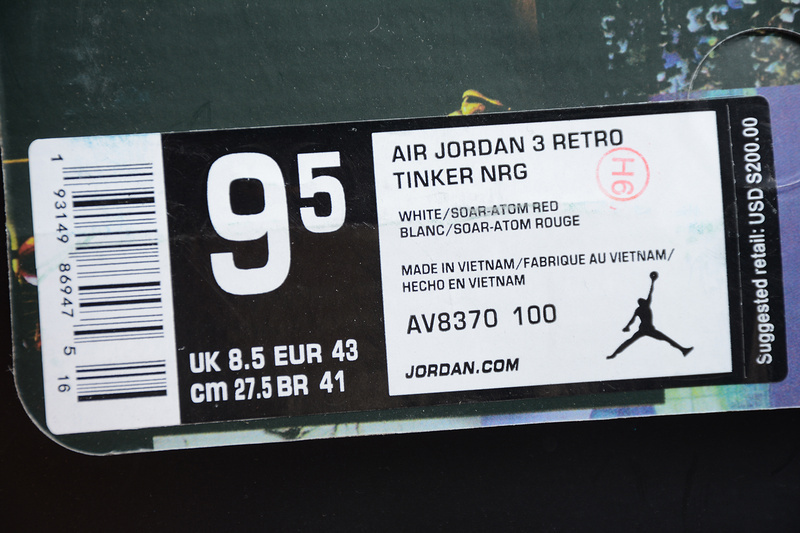 1 93149 86947 5 16
9⁵
UK 8.5 EUR 43
cm 27.5 BR 41
AIR JORDAN 3 RETRO
TINKER NRG
H6
WHITE/SOAR-ATOM RED
BLANC/SOAR-ATOM ROUGE
MADE IN VIETNAM/FABRIQUE AU VIETNAM/
HECHO EN VIETNAM
AV8370 100
JORDAN.COM
Suggested retail: USD $200.00